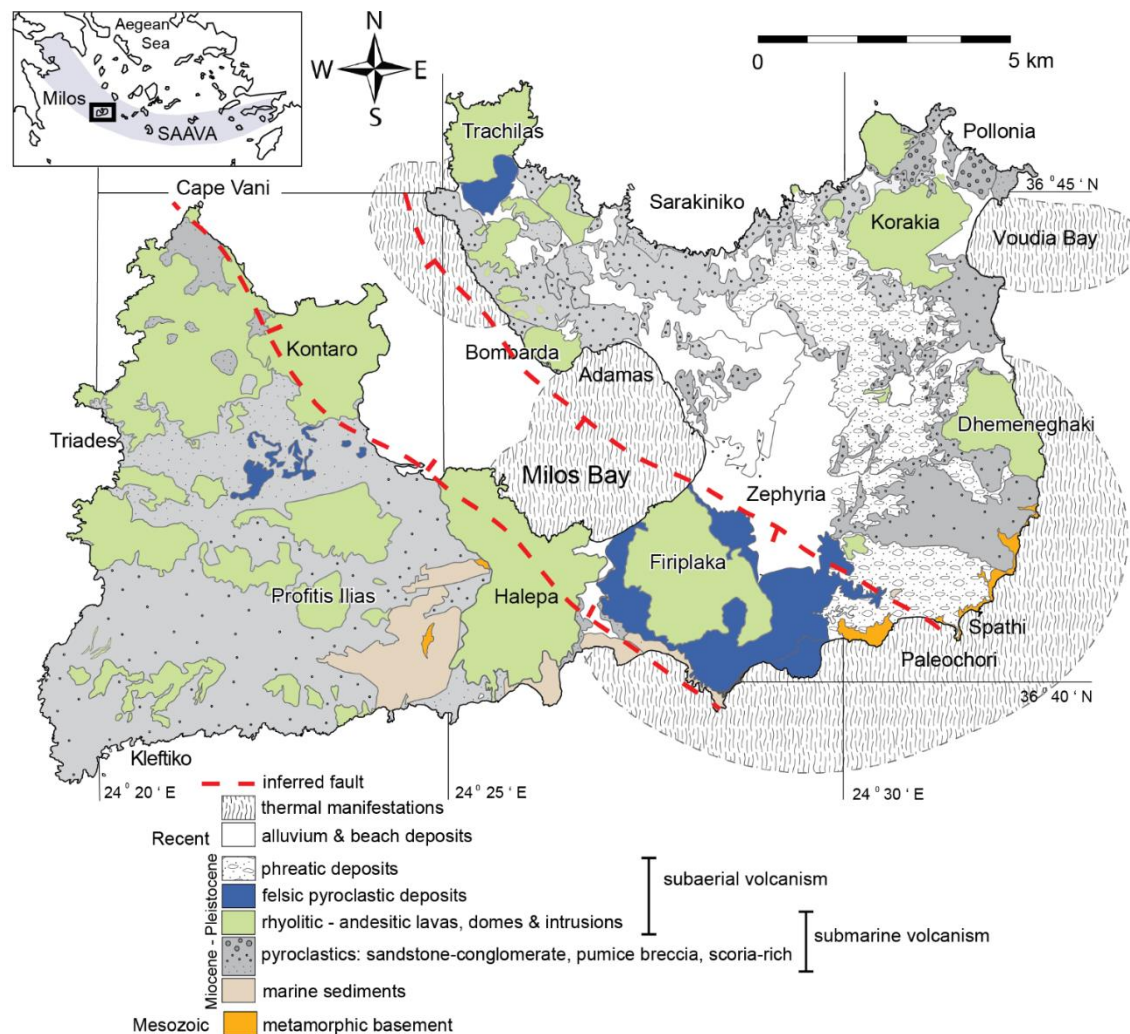 Aegean
Sea
Milos
SAAVA
N
W E
S
0 5 km
Trachilas
Pollonia
Cape Vani
36 ° 45 ' N
Sarakiniko
Korakia
Voudia Bay
Kontaro
Bombarda
Adamas
Triades
Dhemeneghaki
Milos Bay
Zephyria
Firiplaka
Profitis Ilias
Halepa
Spathi
Paleochori
36 ° 40 ' N
Kleftiko
24 ° 20 ' E
24 ° 25 ' E
24 ° 30 ' E
inferred fault
thermal manifestations
Recent
alluvium & beach deposits
Miocene - Pleistocene
phreatic deposits
felsic pyroclastic deposits
subaerial volcanism
rhyolitic - andesitic lavas, domes & intrusions
pyroclastics: sandstone-conglomerate, pumice breccia, scoria-rich
submarine volcanism
marine sediments
Mesozoic
metamorphic basement